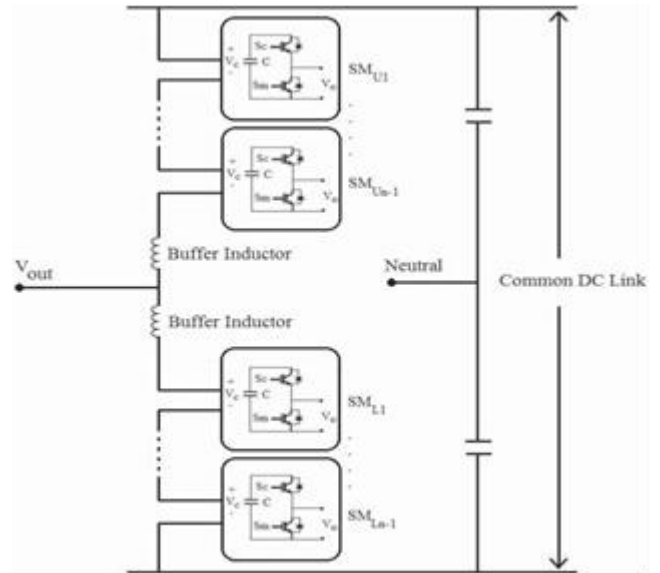 +
Sc
Vc
C
Vo
Sm
-
SMU1
+
Sc
Vc
C
Vo
Sm
-
SMUn-1
Buffer Inductor
Vout
Neutral
Common DC Link
Buffer Inductor
+
Sc
Vc
C
Vo
Sm
-
SML1
+
Sc
Vc
C
Vo
Sm
-
SMLn-1